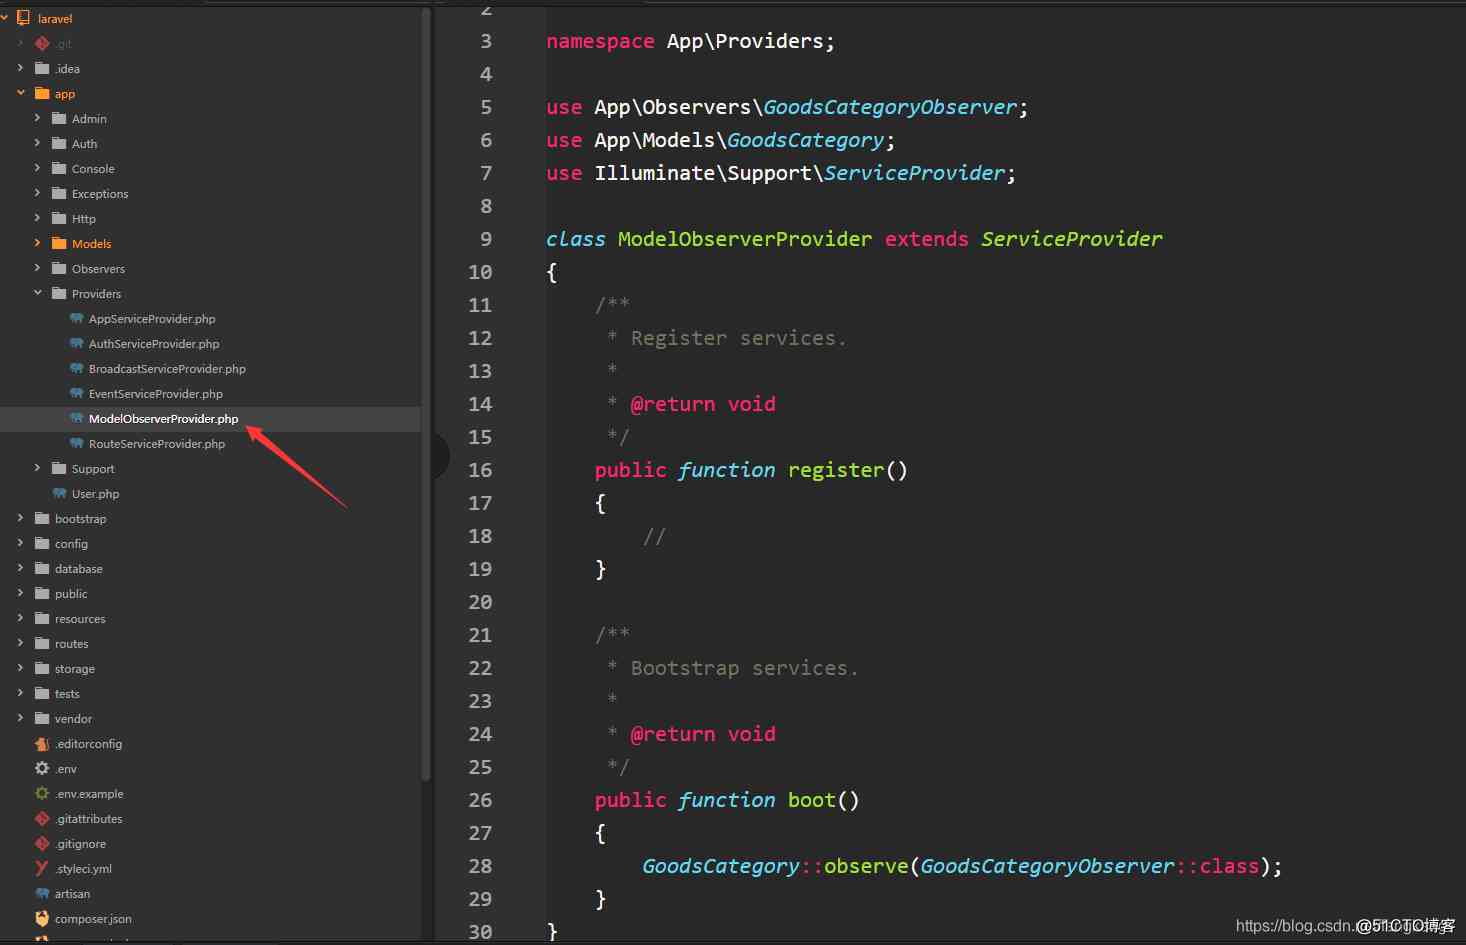 laravel
.git
.idea
app
Admin
Auth
Console
Exceptions
Http
Models
Observers
Providers
AppServiceProvider.php
AuthServiceProvider.php
BroadcastServiceProvider.php
EventServiceProvider.php
ModelObserverProvider.php
RouteServiceProvider.php
Support
User.php
bootstrap
config
database
public
resources
routes
storage
tests
vendor
.editorconfig
.env
.env.example
.gitattributes
.gitignore
.styleci.yml
artisan
composer.json
2
3 namespace App\Providers;
4
5 use App\Observers\GoodsCategoryObserver;
6 use App\Models\GoodsCategory;
7 use Illuminate\Support\ServiceProvider;
8
9 class ModelObserverProvider extends ServiceProvider
10 {
11 /**
12 * Register services.
13 *
14 * @return void
15 */
16 public function register()
17 {
18 //
19 }
20
21 /**
22 * Bootstrap services.
23 *
24 * @return void
25 */
26 public function boot()
27 {
28 GoodsCategory::observe(GoodsCategoryObserver::class);
29 }
30 }
@51CTO博客